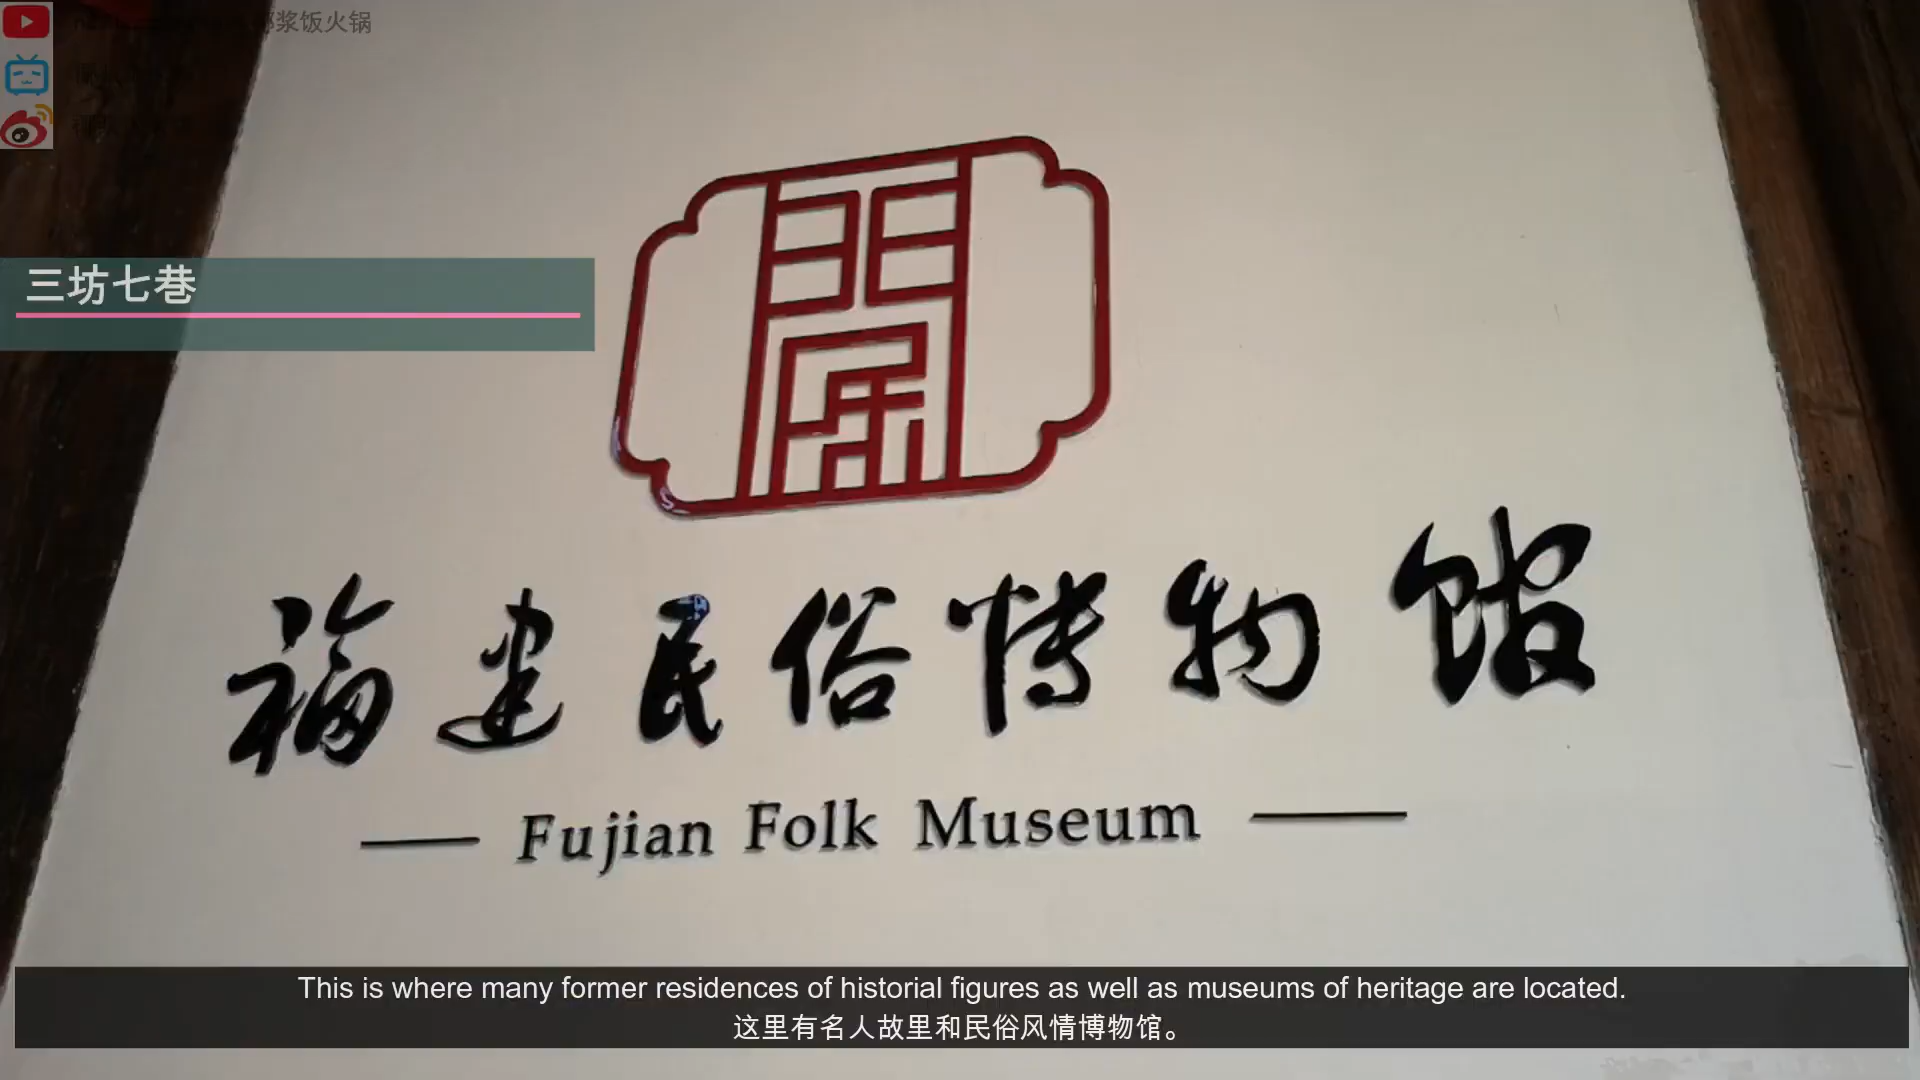 浆饭火锅
三坊七巷
福建民俗博物馆
Fujian Folk Museum
This is where many former residences of historial figures as well as museums of heritage are located.
这里有名人故里和民俗风情博物馆。